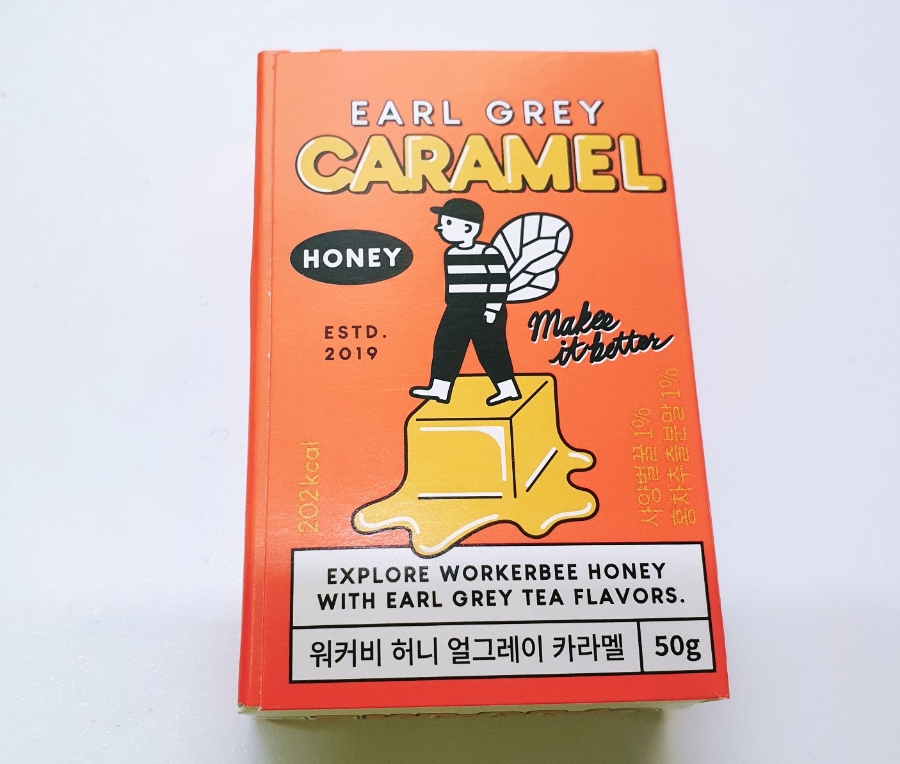 EARL GREY
CARAMEL
HONEY
ESTD.
2019
Makes
it better
202kcal
사양벌꿀 1%
홍차추출분말 1%
EXPLORE WORKERBEE HONEY
WITH EARL GREY TEA FLAVORS.
워커비 허니 얼그레이 카라멜
50g